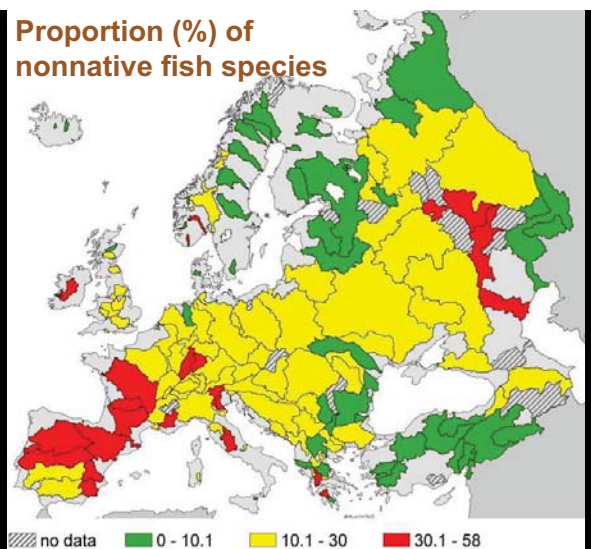 Proportion (%) of
nonnative fish species
no data 0 - 10.1 10.1 - 30 30.1 - 58